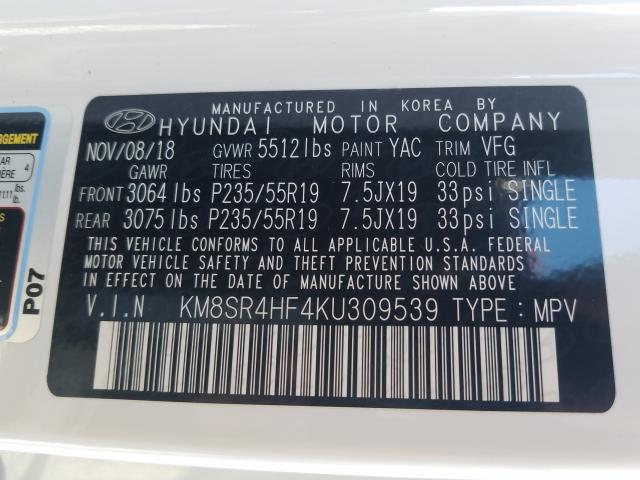 MANUFACTURED IN KOREA BY
HYUNDAI MOTOR COMPANY
NOV/08/18 GVWR 5512lbs PAINT YAC TRIM VFG
GAWR TIRES RIMS COLD TIRE INFL
FRONT 3064lbs P235/55R19 7.5JX19 33psi SINGLE
REAR 3075lbs P235/55R19 7.5JX19 33psi SINGLE
THIS VEHICLE CONFORMS TO ALL APPLICABLE U.S.A. FEDERAL
MOTOR VEHICLE SAFETY AND THEFT PREVENTION STANDARDS
IN EFFECT ON THE DATE OF MANUFACTURE SHOWN ABOVE.
V.I.N KM8SR4HF4KU309539 TYPE : MPV
4
lbs.
P07